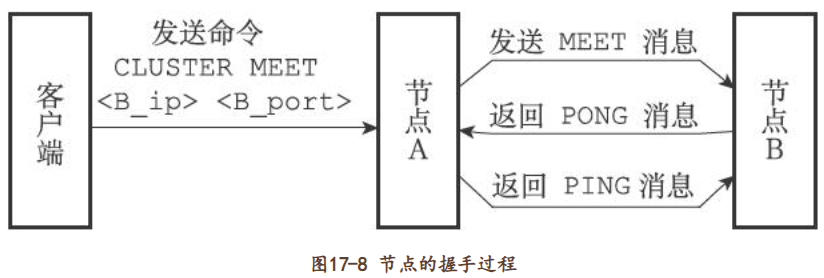 客户端
发送命令
CLUSTER MEET
<B_ip> <B_port>
节点A
发送 MEET 消息
返回 PONG 消息
返回 PING 消息
节点B
图17-8 节点的握手过程